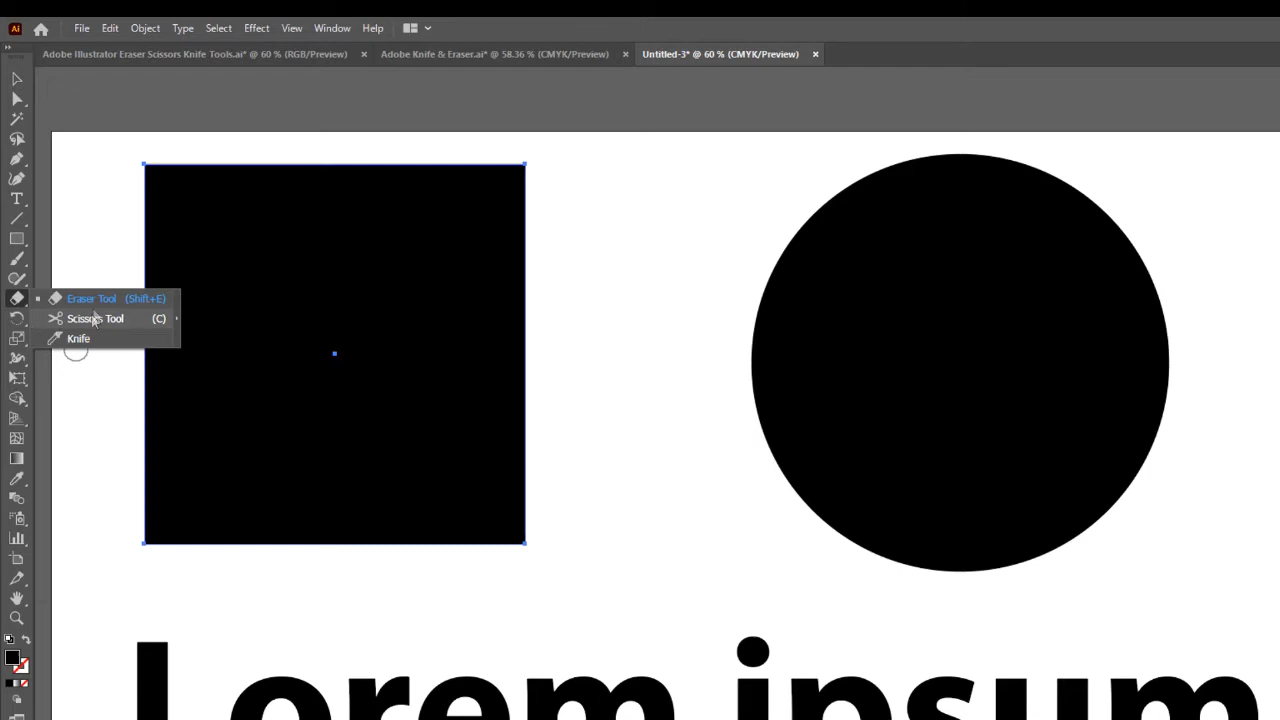 Ai File Edit Object Type Select Effect View Window Help
Adobe Illustrator Eraser Scissors Knife Tools.ai* @ 60 % (RGB/Preview) × Adobe Knife & Eraser.ai* @ 58.36 % (CMYK/Preview) × Untitled-3* @ 60 % (CMYK/Preview) ×
T
Eraser Tool (Shift+E)
Scissors Tool (C)
Knife
Lorem ipsum